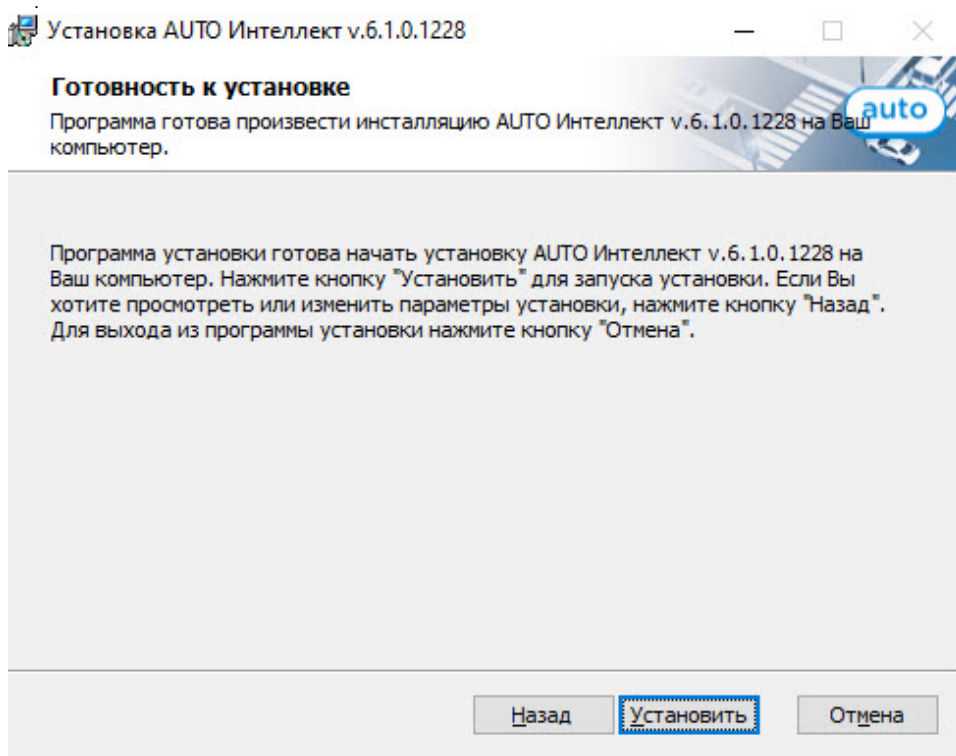 Установка AUTO Интеллект v.6.1.0.1228
Готовность к установке
Программа готова произвести инсталляцию AUTO Интеллект v.6.1.0.1228 на Ваш
компьютер.
auto
Программа установки готова начать установку AUTO Интеллект v.6.1.0.1228 на
Ваш компьютер. Нажмите кнопку "Установить" для запуска установки. Если Вы
хотите просмотреть или изменить параметры установки, нажмите кнопку "Назад".
Для выхода из программы установки нажмите кнопку "Отмена".
Назад Установить Отмена